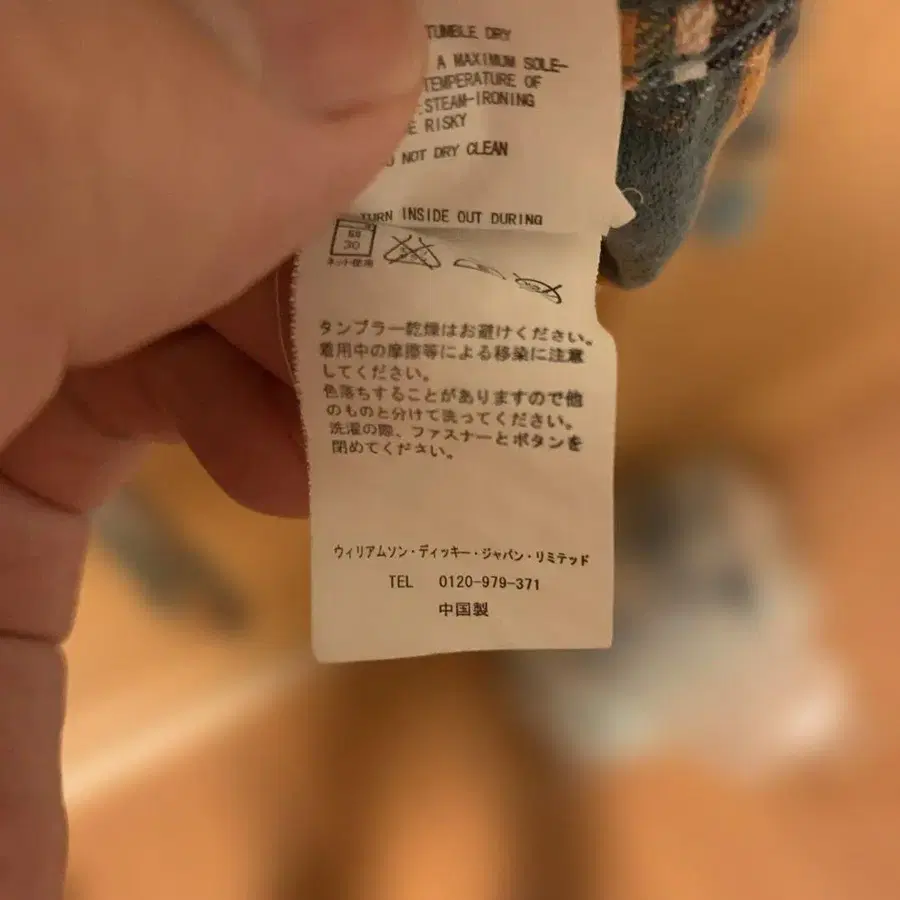 TUMBLE DRY
A MAXIMUM SOLE-
TEMPERATURE OF
STEAM-IRONING
RISKY
NOT DRY CLEAN
TURN INSIDE OUT DURING
30
ネット使用
タンブラー乾燥はお避けください。
着用中の摩擦等による移染に注意
してください。
色落ちすることがありますので他
のものと分けて洗ってください。
洗濯の際、ファスナーとボタンを
閉めてください。
ウィリアムソン・ディッキー・ジャパン・リミテッド
TEL 0120-979-371
中国製